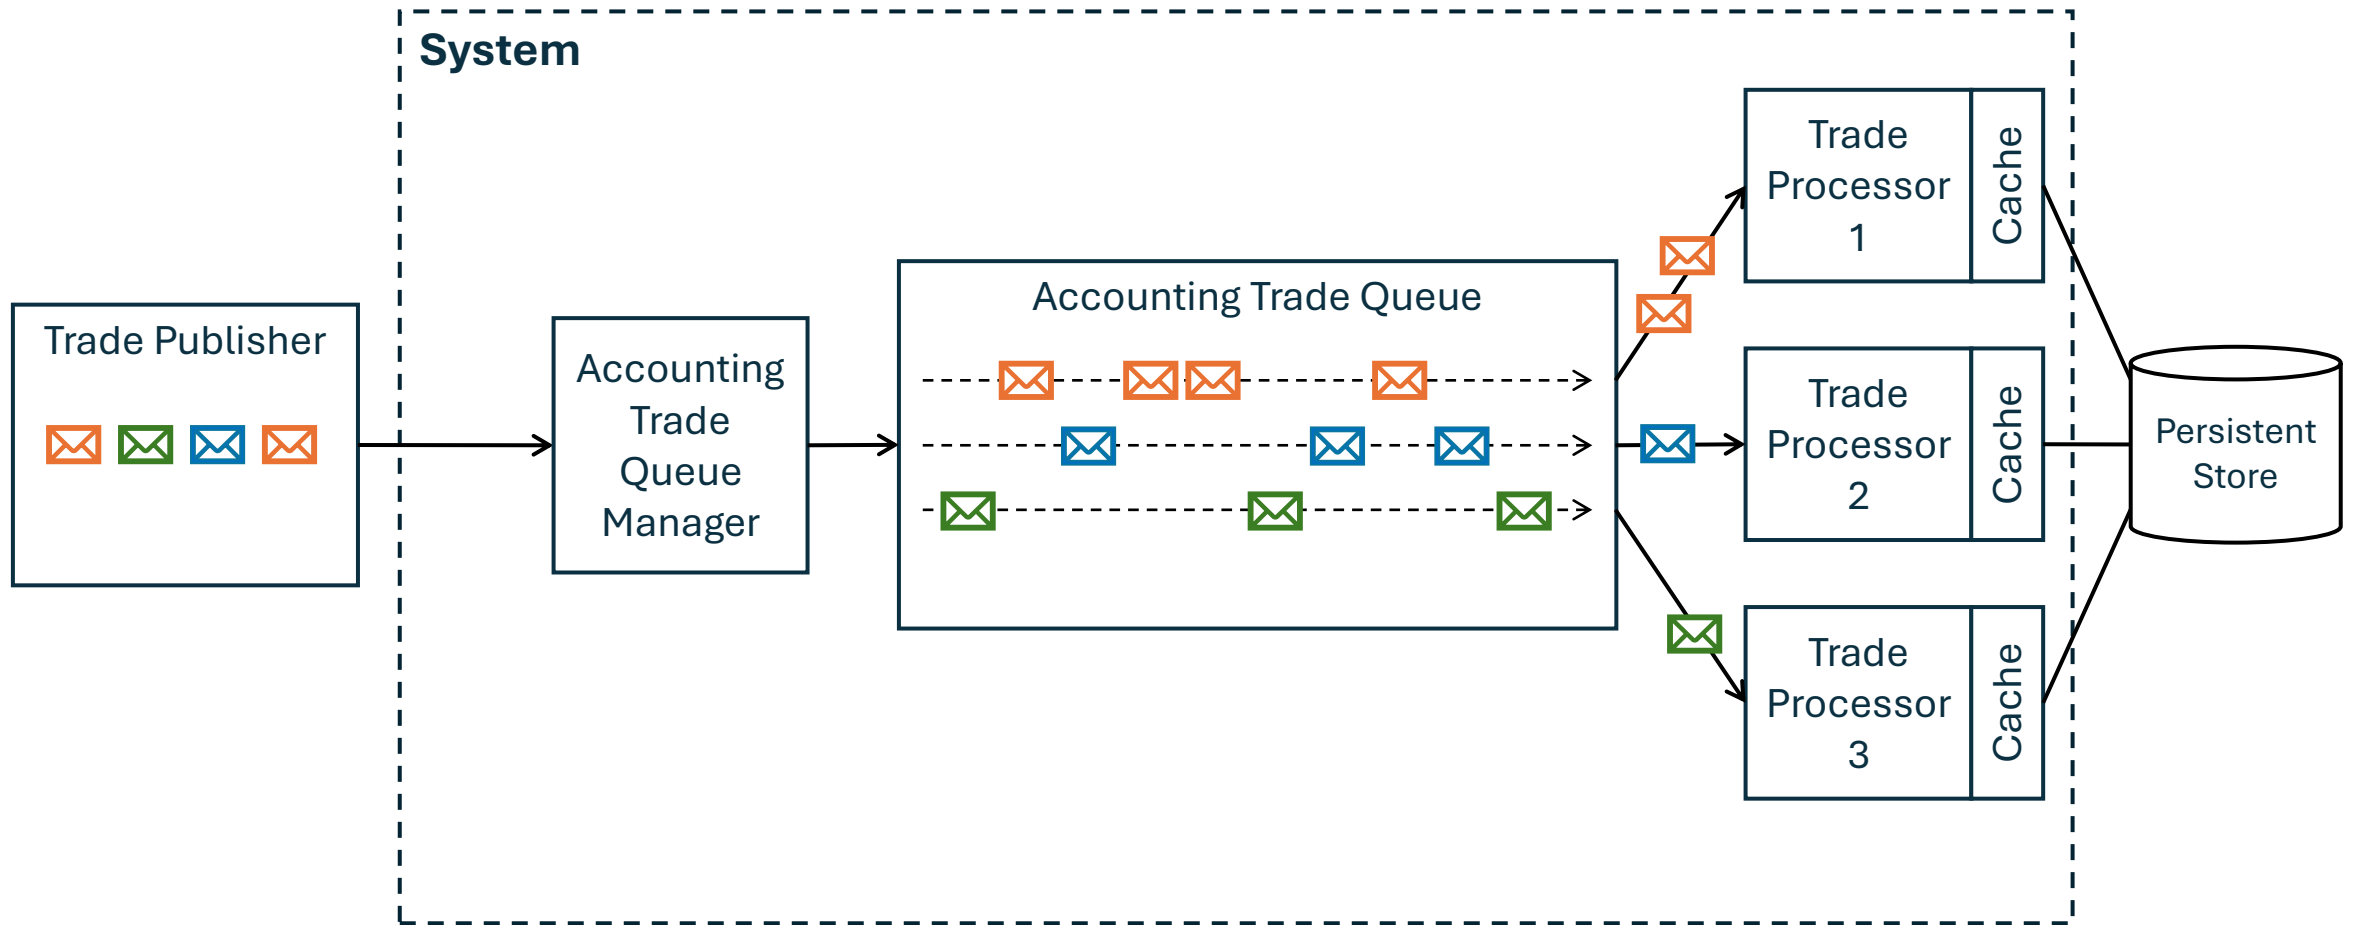 System
Trade Publisher
Accounting
Trade
Queue
Manager
Accounting Trade Queue
Trade
Processor
1
Cache
Trade
Processor
2
Cache
Trade
Processor
3
Cache
Persistent
Store